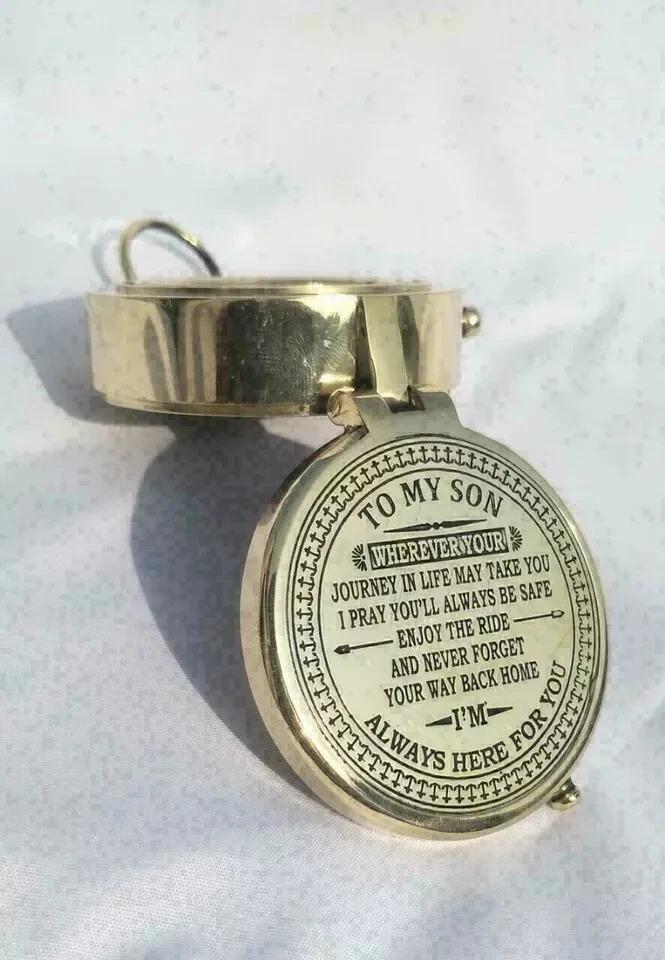 TO MY SON
WHEREVER YOUR
JOURNEY IN LIFE MAY TAKE YOU
I PRAY YOU'LL ALWAYS BE SAFE
ENJOY THE RIDE
AND NEVER FORGET
YOUR WAY BACK HOME
I'M
ALWAYS HERE FOR YOU